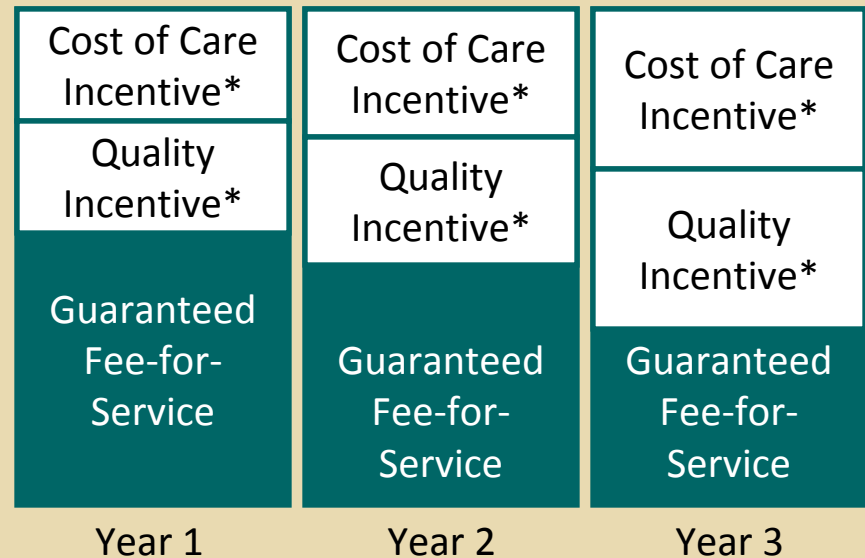 Cost of Care
Incentive*
Quality
Incentive*
Guaranteed
Fee-for-
Service
Year 1
Cost of Care
Incentive*
Quality
Incentive*
Guaranteed
Fee-for-
Service
Year 2
Cost of Care
Incentive*
Quality
Incentive*
Guaranteed
Fee-for-
Service
Year 3